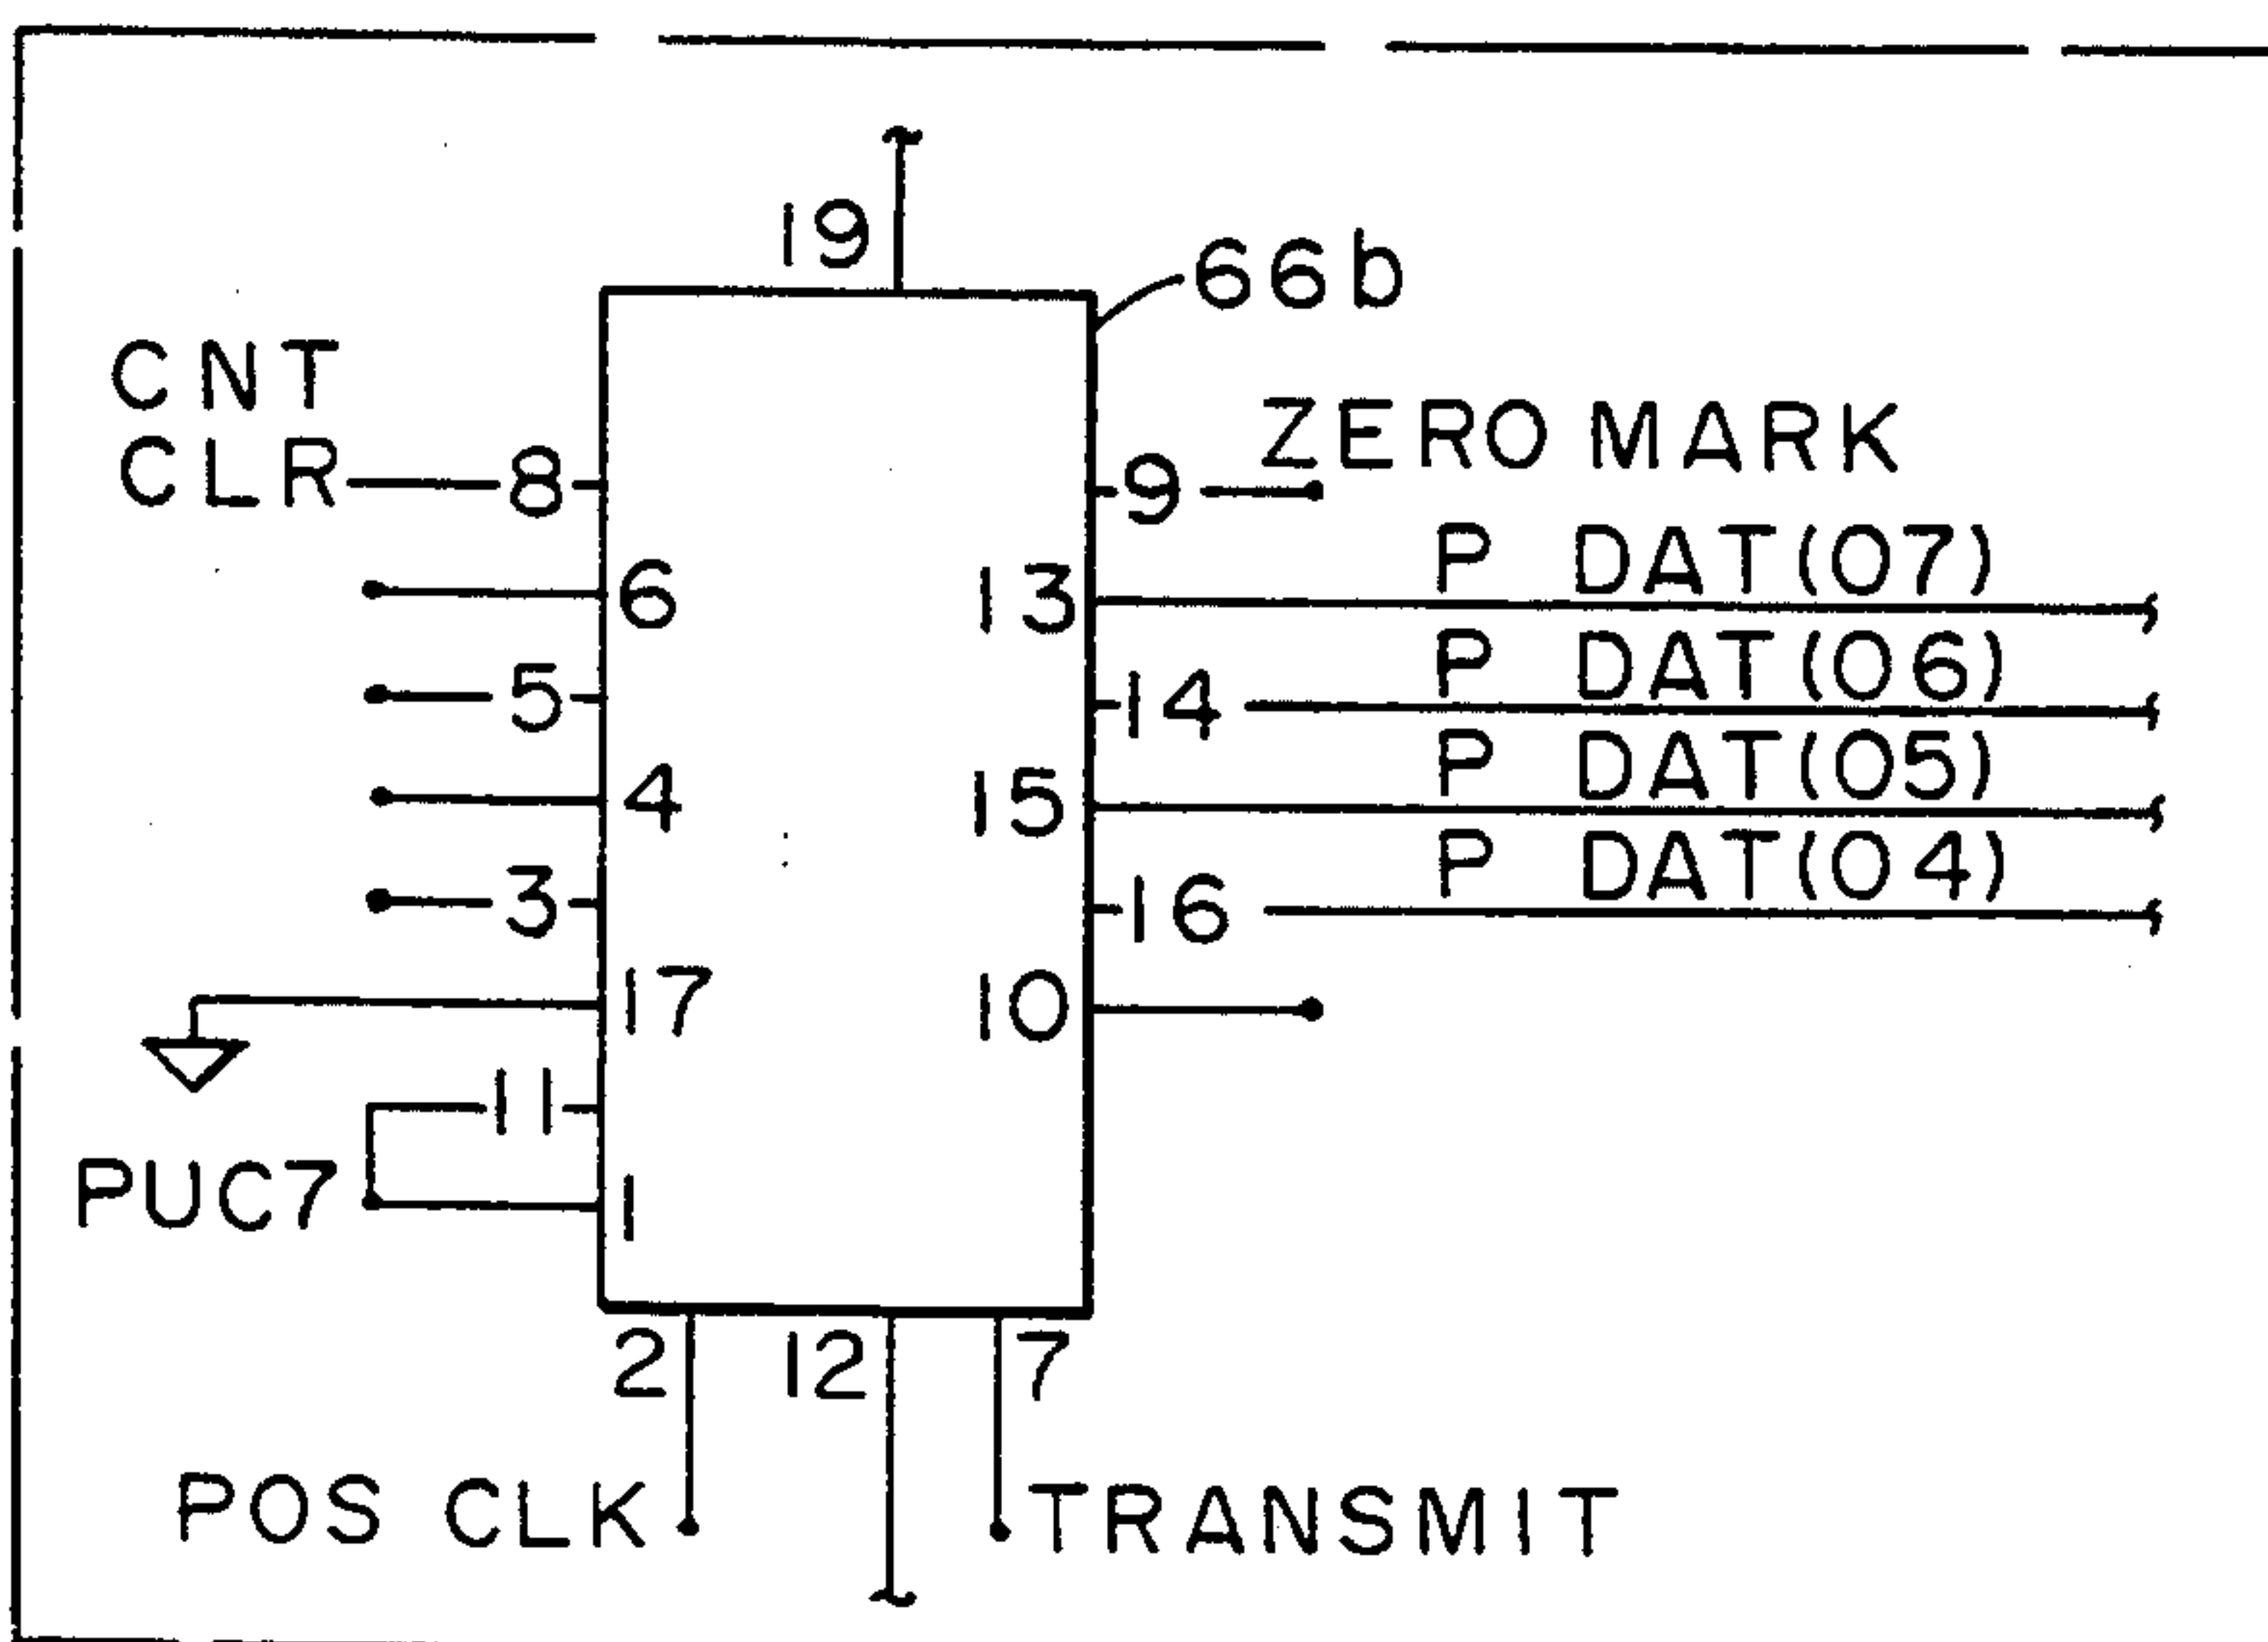 19
66b
CNT
CLR 8
9 ZERO MARK
6
13 P DAT(07)
5
14 P DAT(06)
4
15 P DAT(05)
3
16 P DAT(04)
17
10
11
PUC7
1
2 12 7
POS CLK TRANSMIT